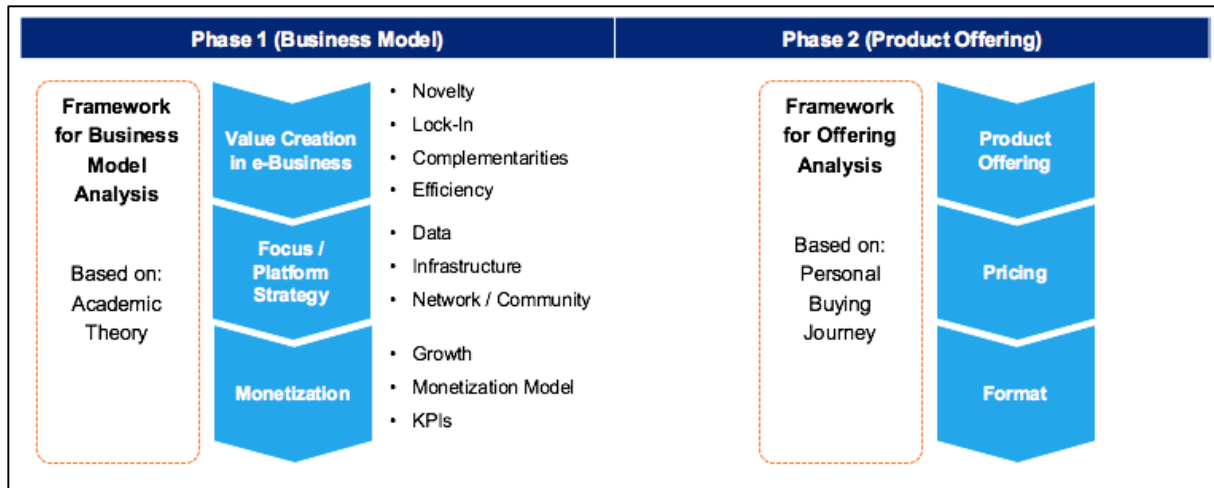 Phase 1 (Business Model)
Phase 2 (Product Offering)
Framework
for Business
Model
Analysis
Based on:
Academic
Theory
Value Creation
in e-Business
• Novelty
• Lock-In
• Complementarities
• Efficiency
Focus /
Platform
Strategy
• Data
• Infrastructure
• Network / Community
Monetization
• Growth
• Monetization Model
• KPIs
Framework
for Offering
Analysis
Based on:
Personal
Buying
Journey
Product
Offering
Pricing
Format